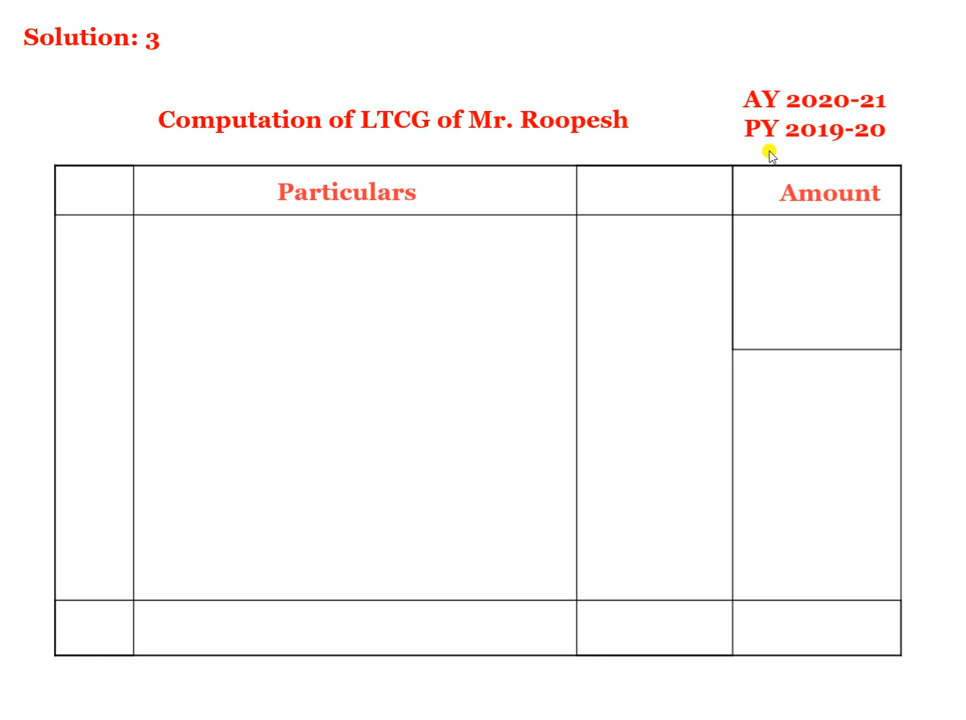 Solution: 3
AY 2020-21
Computation of LTCG of Mr. Roopesh
PY 2019-20
Particulars
Amount